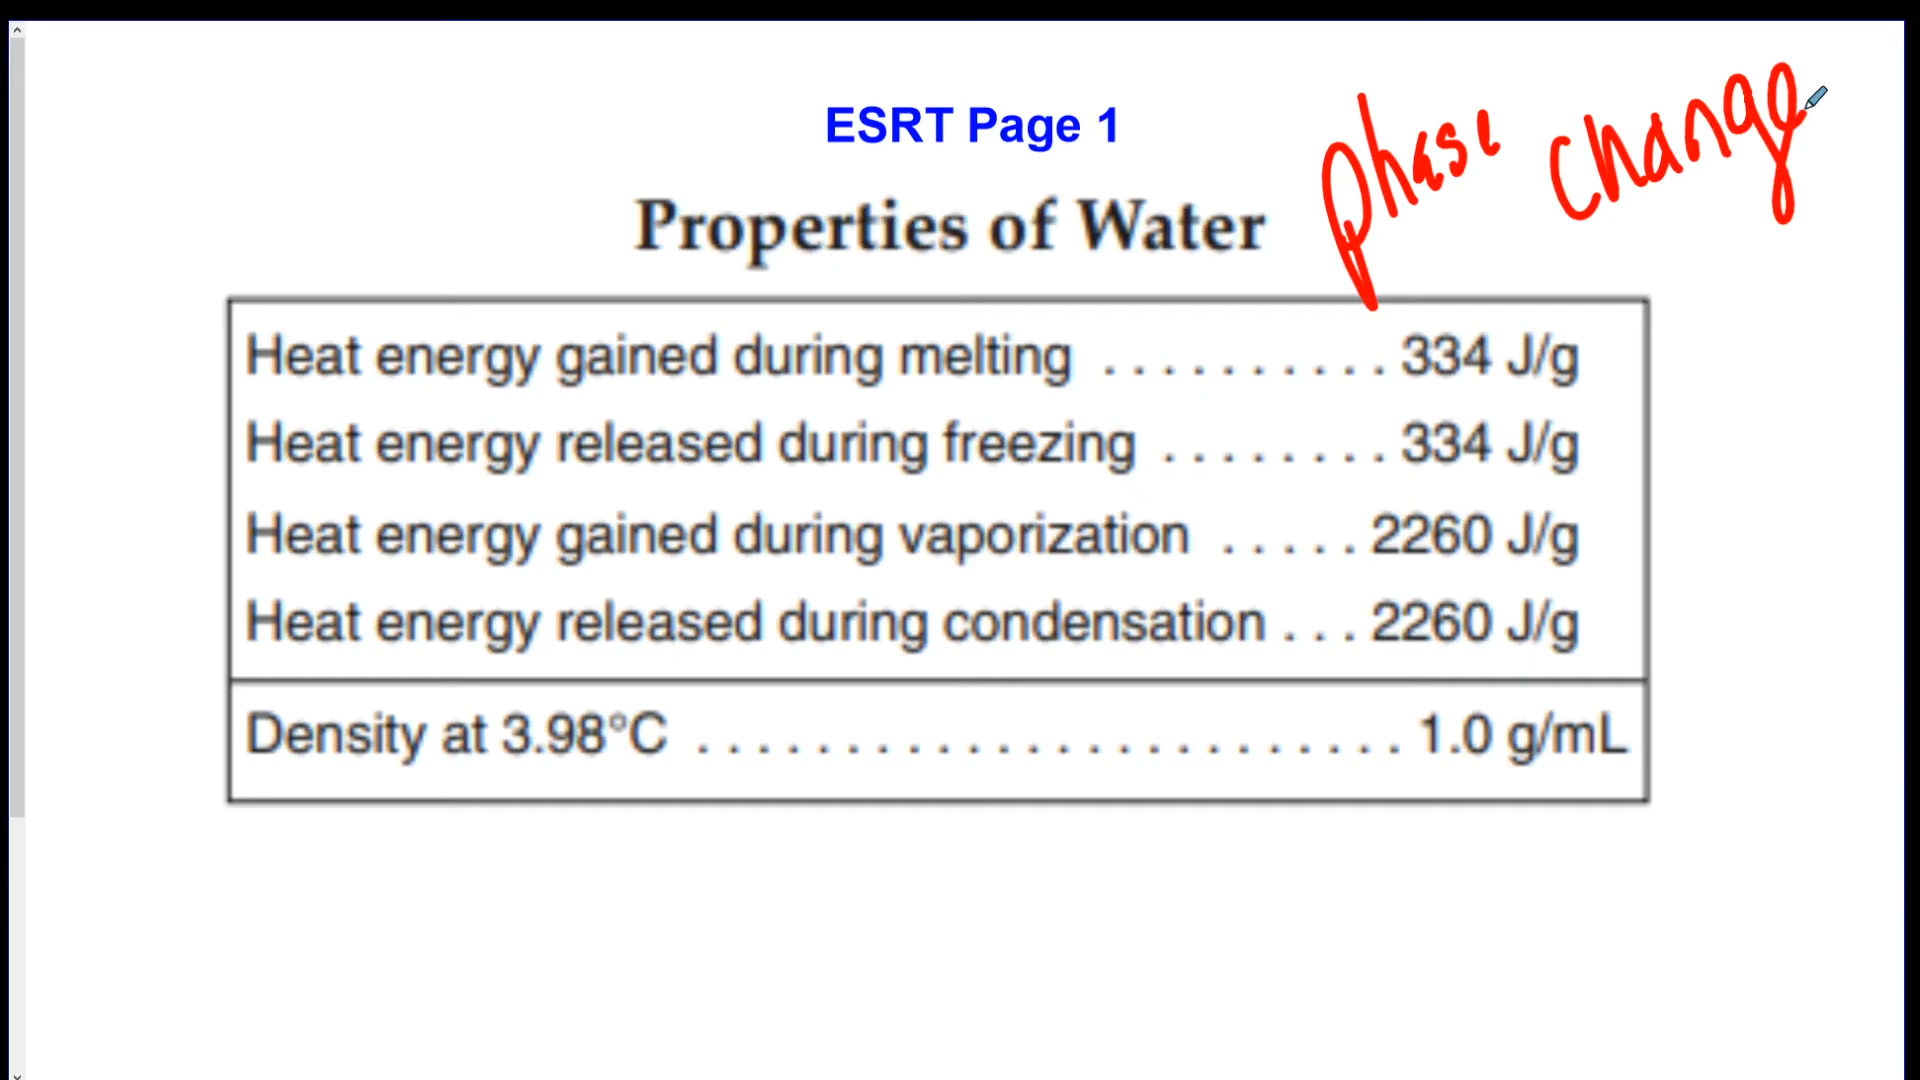 ESRT Page 1
phase change
Properties of Water
Heat energy gained during melting .......... 334 J/g
Heat energy released during freezing ........ 334 J/g
Heat energy gained during vaporization ..... 2260 J/g
Heat energy released during condensation ... 2260 J/g
Density at 3.98°C ........................ 1.0 g/mL